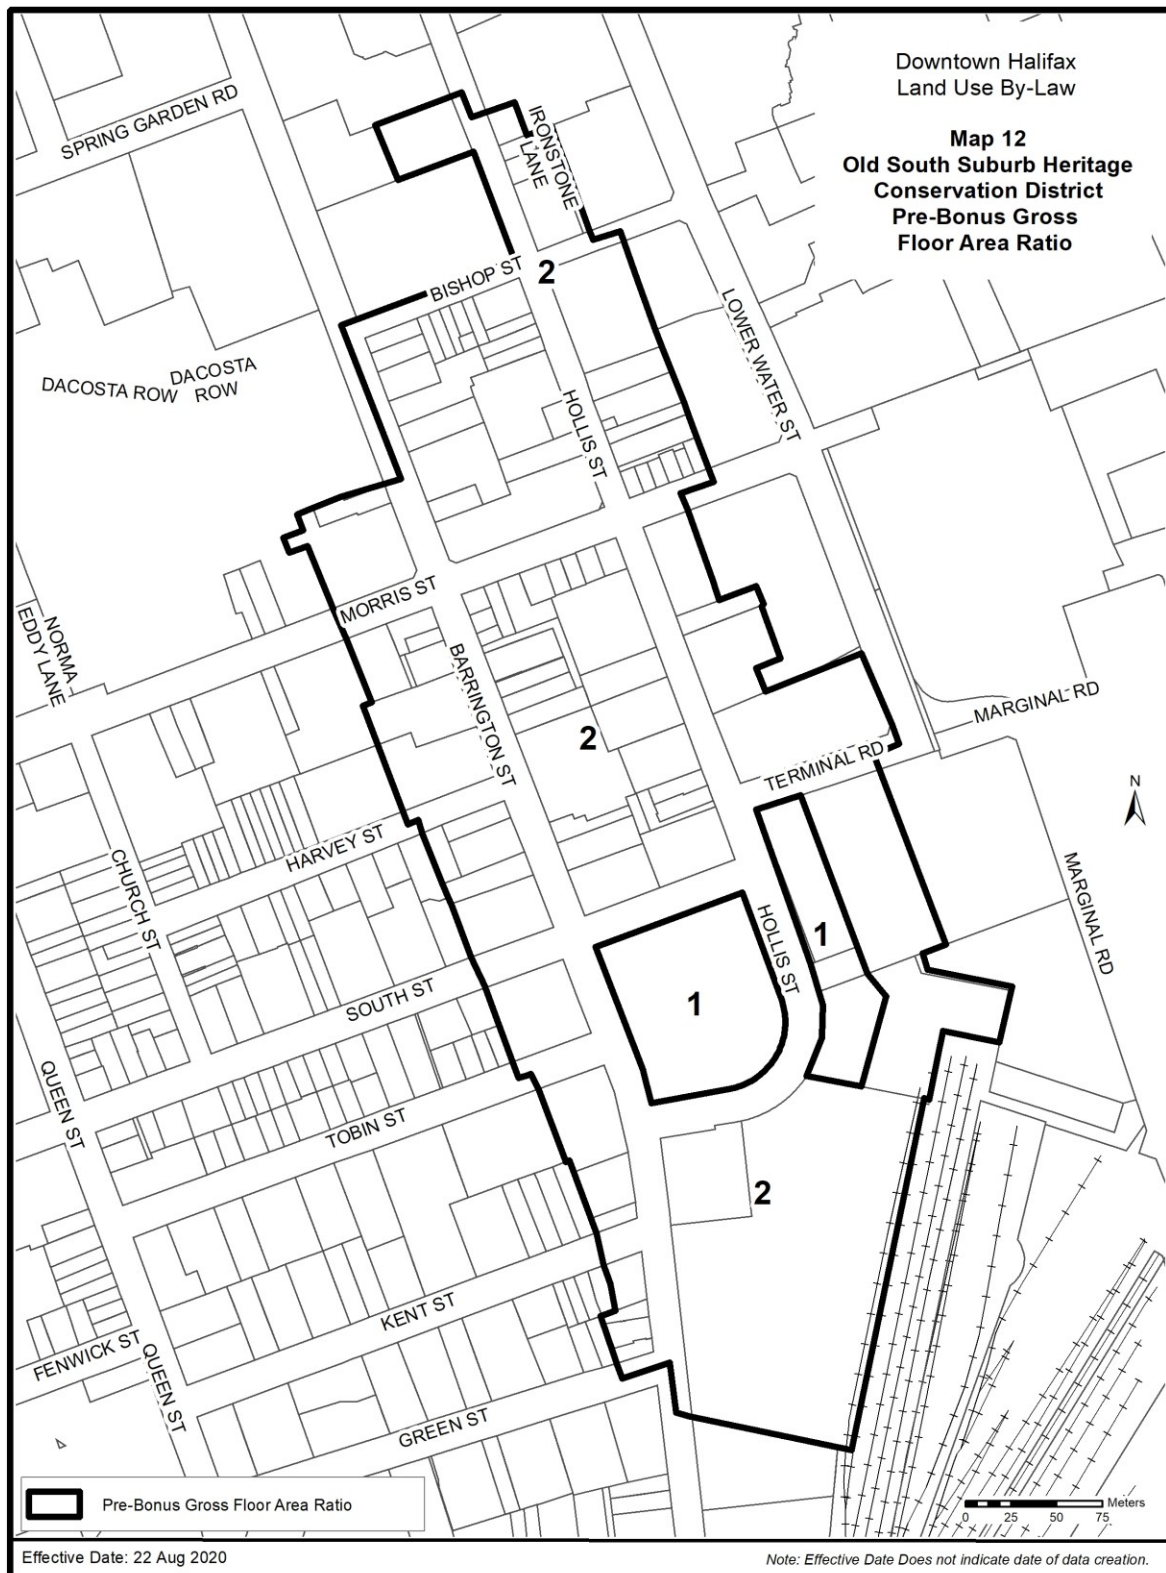 Downtown Halifax
Land Use By-Law
Map 12
Old South Suburb Heritage
Conservation District
Pre-Bonus Gross
Floor Area Ratio
SPRING GARDEN RD
IRONSTONE
LANE
BISHOP ST
2
LOWER WATER ST
DACOSTA ROW
DACOSTA
ROW
HOLLIS ST
MORRIS ST
NORMA
EDDY LANE
BARRINGTON ST
MARGINAL RD
2
TERMINAL RD
N
HARVEY ST
CHURCH ST
MARGINAL RD
HOLLIS ST
1
1
SOUTH ST
QUEEN ST
TOBIN ST
2
KENT ST
FENWICK ST
QUEEN ST
GREEN ST
Pre-Bonus Gross Floor Area Ratio
Meters
0 25 50 75
Effective Date: 22 Aug 2020
Note: Effective Date Does not indicate date of data creation.